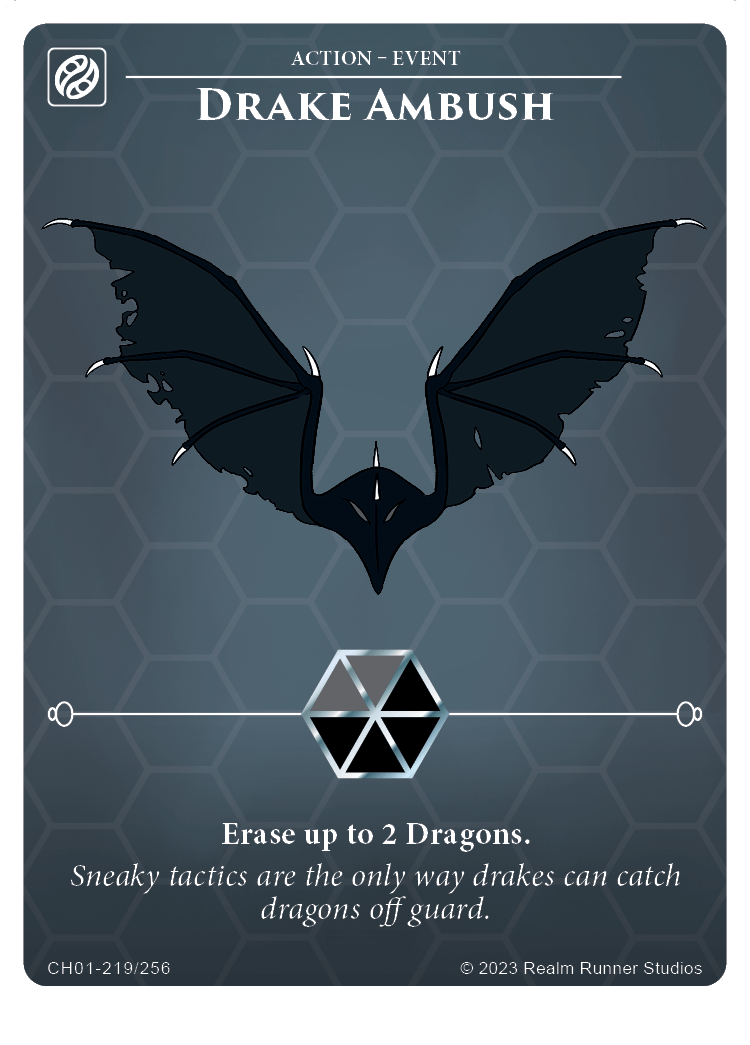 ACTION – EVENT
DRAKE AMBUSH
Erase up to 2 Dragons.
Sneaky tactics are the only way drakes can catch
dragons off guard.
CH01-219/256
© 2023 Realm Runner Studios